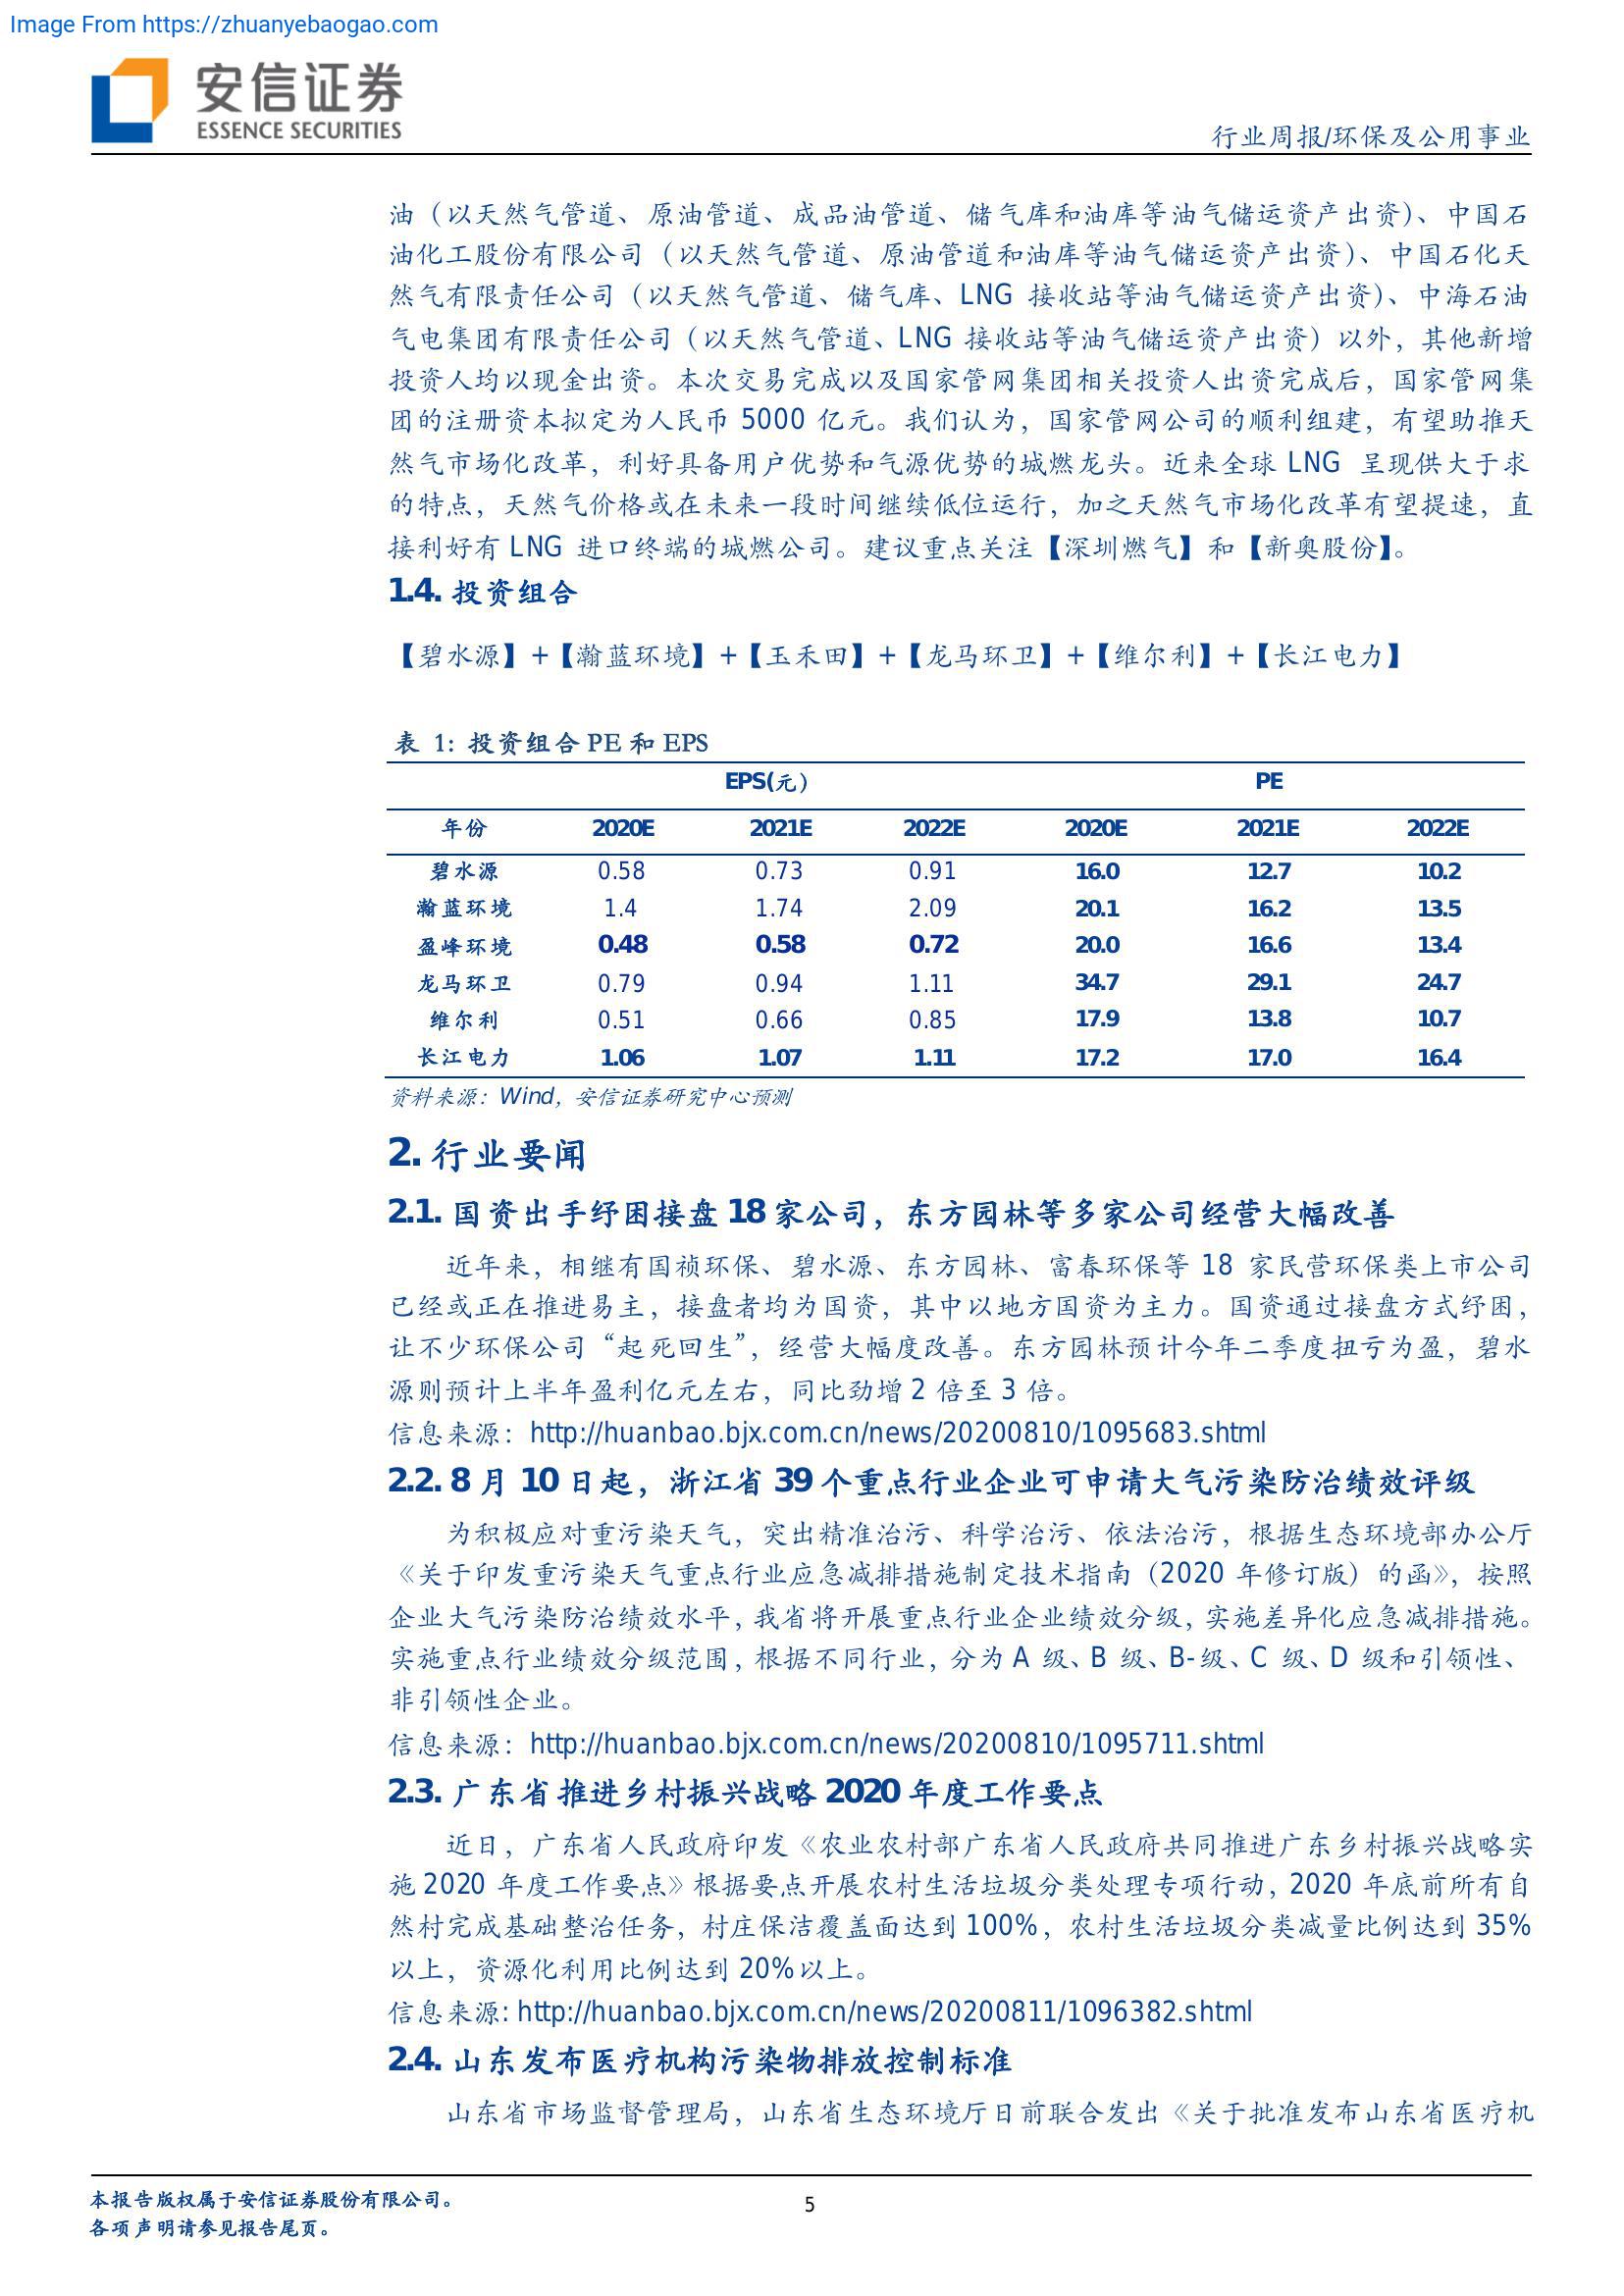 Image From https://zhuanyebaogao.com
安信证券
ESSENCE SECURITIES
行业周报/环保及公用事业
油（以天然气管道、原油管道、成品油管道、储气库和油库等油气储运资产出资）、中国石
油化工股份有限公司（以天然气管道、原油管道和油库等油气储运资产出资）、中国石化天
然气有限责任公司（以天然气管道、储气库、LNG 接收站等油气储运资产出资）、中海石油
气电集团有限责任公司（以天然气管道、LNG 接收站等油气储运资产出资）以外，其他新增
投资人均以现金出资。本次交易完成以及国家管网集团相关投资人出资完成后，国家管网集
团的注册资本拟定为人民币 5000 亿元。我们认为，国家管网公司的顺利组建，有望助推天
然气市场化改革，利好具备用户优势和气源优势的城燃龙头。近来全球 LNG 呈现供大于求
的特点，天然气价格或在未来一段时间继续低位运行，加之天然气市场化改革有望提速，直
接利好有 LNG 进口终端的城燃公司。建议重点关注【深圳燃气】和【新奥股份】。
1.4. 投资组合
【碧水源】+【瀚蓝环境】+【玉禾田】+【龙马环卫】+【维尔利】+【长江电力】
表 1: 投资组合 PE 和 EPS
EPS(元） PE
年份 2020E 2021E 2022E 2020E 2021E 2022E
碧水源 0.58 0.73 0.91 16.0 12.7 10.2
瀚蓝环境 1.4 1.74 2.09 20.1 16.2 13.5
盈峰环境 0.48 0.58 0.72 20.0 16.6 13.4
龙马环卫 0.79 0.94 1.11 34.7 29.1 24.7
维尔利 0.51 0.66 0.85 17.9 13.8 10.7
长江电力 1.06 1.07 1.11 17.2 17.0 16.4
资料来源：Wind，安信证券研究中心预测
2. 行业要闻
2.1. 国资出手纾困接盘 18 家公司，东方园林等多家公司经营大幅改善
近年来，相继有国祯环保、碧水源、东方园林、富春环保等 18 家民营环保类上市公司
已经或正在推进易主，接盘者均为国资，其中以地方国资为主力。国资通过接盘方式纾困，
让不少环保公司“起死回生”，经营大幅度改善。东方园林预计今年二季度扭亏为盈，碧水
源则预计上半年盈利亿元左右，同比劲增 2 倍至 3 倍。
信息来源：http://huanbao.bjx.com.cn/news/20200810/1095683.shtml
2.2. 8 月 10 日起，浙江省 39 个重点行业企业可申请大气污染防治绩效评级
为积极应对重污染天气，突出精准治污、科学治污、依法治污，根据生态环境部办公厅
《关于印发重污染天气重点行业应急减排措施制定技术指南（2020 年修订版）的函》，按照
企业大气污染防治绩效水平，我省将开展重点行业企业绩效分级，实施差异化应急减排措施。
实施重点行业绩效分级范围，根据不同行业，分为 A 级、B 级、B-级、C 级、D 级和引领性、
非引领性企业。
信息来源：http://huanbao.bjx.com.cn/news/20200810/1095711.shtml
2.3. 广东省推进乡村振兴战略 2020 年度工作要点
近日，广东省人民政府印发《农业农村部广东省人民政府共同推进广东乡村振兴战略实
施 2020 年度工作要点》根据要点开展农村生活垃圾分类处理专项行动，2020 年底前所有自
然村完成基础整治任务，村庄保洁覆盖面达到 100%，农村生活垃圾分类减量比例达到 35%
以上，资源化利用比例达到 20%以上。
信息来源: http://huanbao.bjx.com.cn/news/20200811/1096382.shtml
2.4. 山东发布医疗机构污染物排放控制标准
山东省市场监督管理局，山东省生态环境厅日前联合发出《关于批准发布山东省医疗机
本报告版权属于安信证券股份有限公司。
各项声明请参见报告尾页。
5